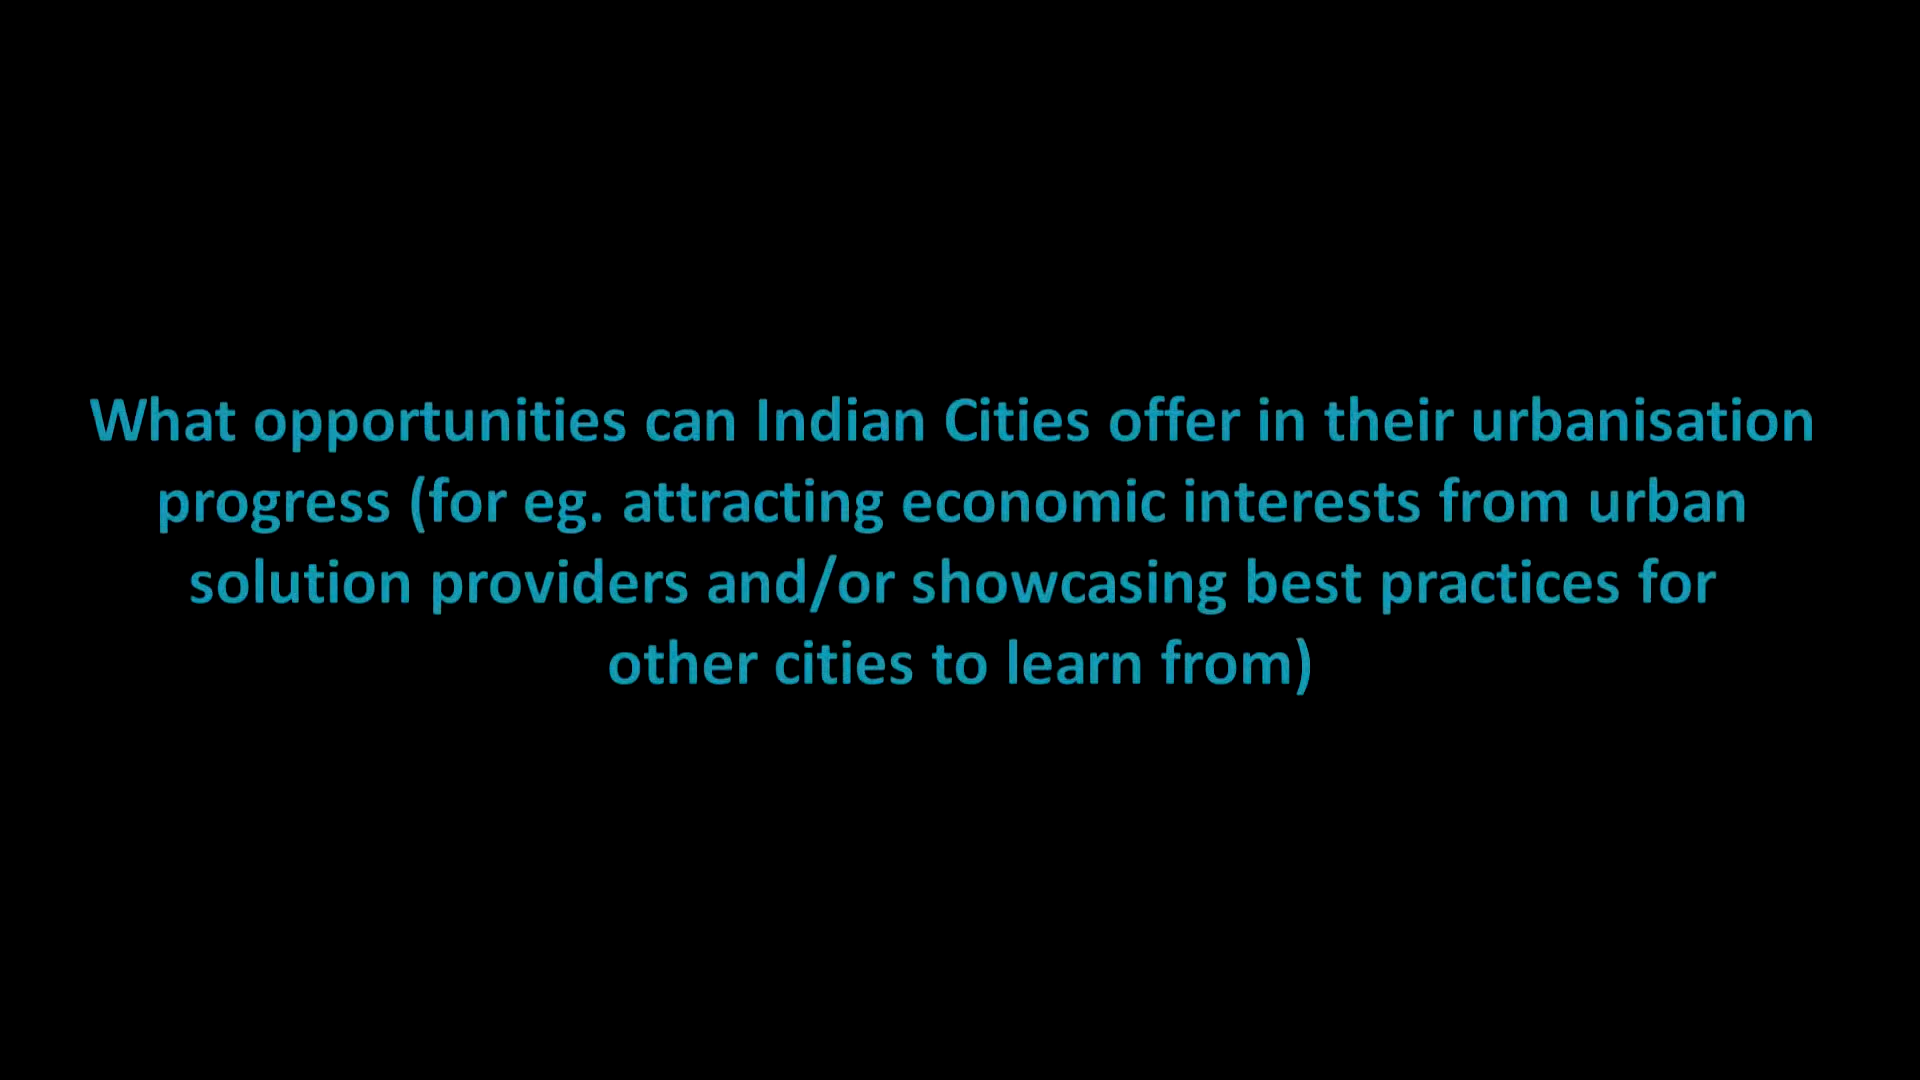 What opportunities can Indian Cities offer in their urbanisation
progress (for eg. attracting economic interests from urban
solution providers and/or showcasing best practices for
other cities to learn from)